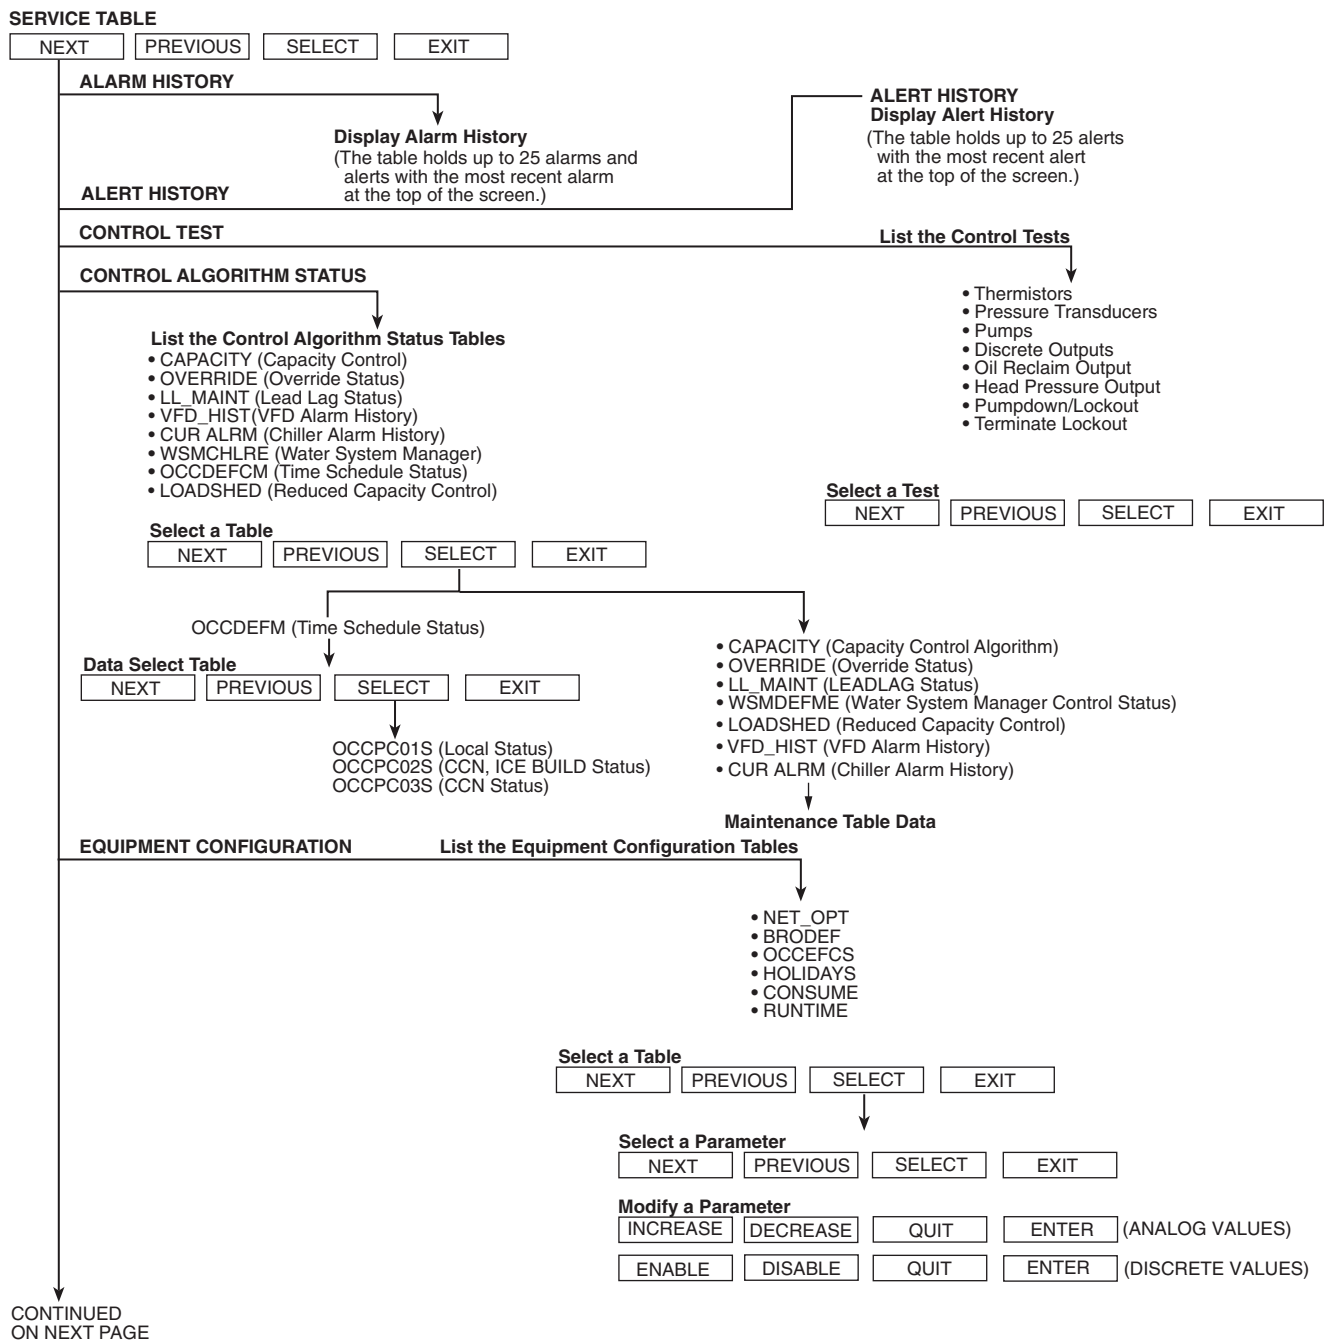 SERVICE TABLE
NEXT PREVIOUS SELECT EXIT
ALARM HISTORY
Display Alarm History
(The table holds up to 25 alarms and
alerts with the most recent alarm
at the top of the screen.)
ALERT HISTORY
ALERT HISTORY
Display Alert History
(The table holds up to 25 alerts
with the most recent alert
at the top of the screen.)
CONTROL TEST
List the Control Tests
• Thermistors
• Pressure Transducers
• Pumps
• Discrete Outputs
• Oil Reclaim Output
• Head Pressure Output
• Pumpdown/Lockout
• Terminate Lockout
Select a Test
NEXT PREVIOUS SELECT EXIT
CONTROL ALGORITHM STATUS
List the Control Algorithm Status Tables
• CAPACITY (Capacity Control)
• OVERRIDE (Override Status)
• LL_MAINT (Lead Lag Status)
• VFD_HIST(VFD Alarm History)
• CUR ALRM (Chiller Alarm History)
• WSMCHLRE (Water System Manager)
• OCCDEFCM (Time Schedule Status)
• LOADSHED (Reduced Capacity Control)
Select a Table
NEXT PREVIOUS SELECT EXIT
OCCDEFM (Time Schedule Status)
Data Select Table
NEXT PREVIOUS SELECT EXIT
OCCPC01S (Local Status)
OCCPC02S (CCN, ICE BUILD Status)
OCCPC03S (CCN Status)
• CAPACITY (Capacity Control Algorithm)
• OVERRIDE (Override Status)
• LL_MAINT (LEADLAG Status)
• WSMDEFME (Water System Manager Control Status)
• LOADSHED (Reduced Capacity Control)
• VFD_HIST (VFD Alarm History)
• CUR ALRM (Chiller Alarm History)
Maintenance Table Data
EQUIPMENT CONFIGURATION
List the Equipment Configuration Tables
• NET_OPT
• BRODEF
• OCCEFCS
• HOLIDAYS
• CONSUME
• RUNTIME
Select a Table
NEXT PREVIOUS SELECT EXIT
Select a Parameter
NEXT PREVIOUS SELECT EXIT
Modify a Parameter
INCREASE DECREASE QUIT ENTER (ANALOG VALUES)
ENABLE DISABLE QUIT ENTER (DISCRETE VALUES)
CONTINUED
ON NEXT PAGE